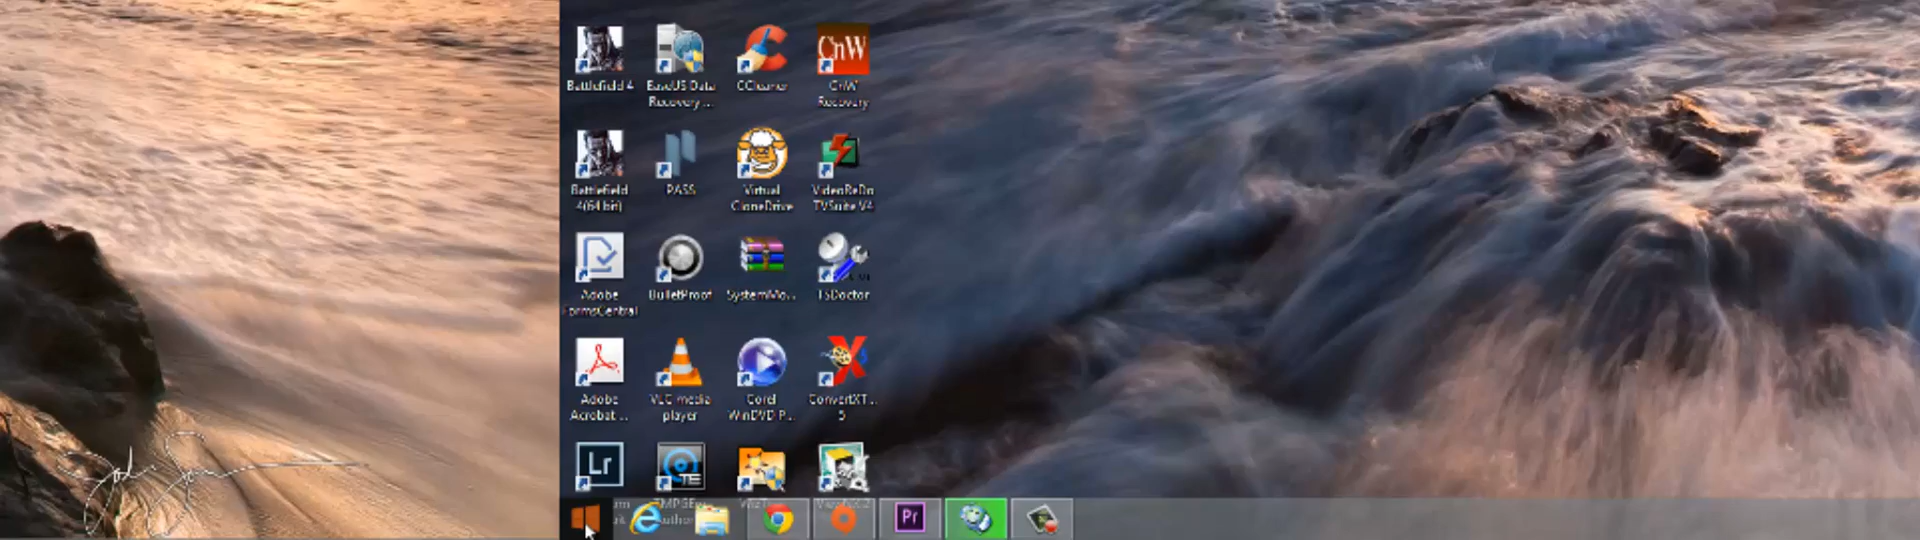 Battlefield 4
EaseUS Data
Recovery ...
CCleaner
CnW
CnW
Recovery
Battlefield
4(64 bit)
PASS
Virtual
CloneDrive
VideoReDo
TVSuite V4
Adobe
FormsCentral
BulletProof
SystemMo...
TSDoctor
Adobe
Acrobat ...
VLC media
player
Corel
WinDVD P...
ConvertXT...
5
Lr
TE
Pr